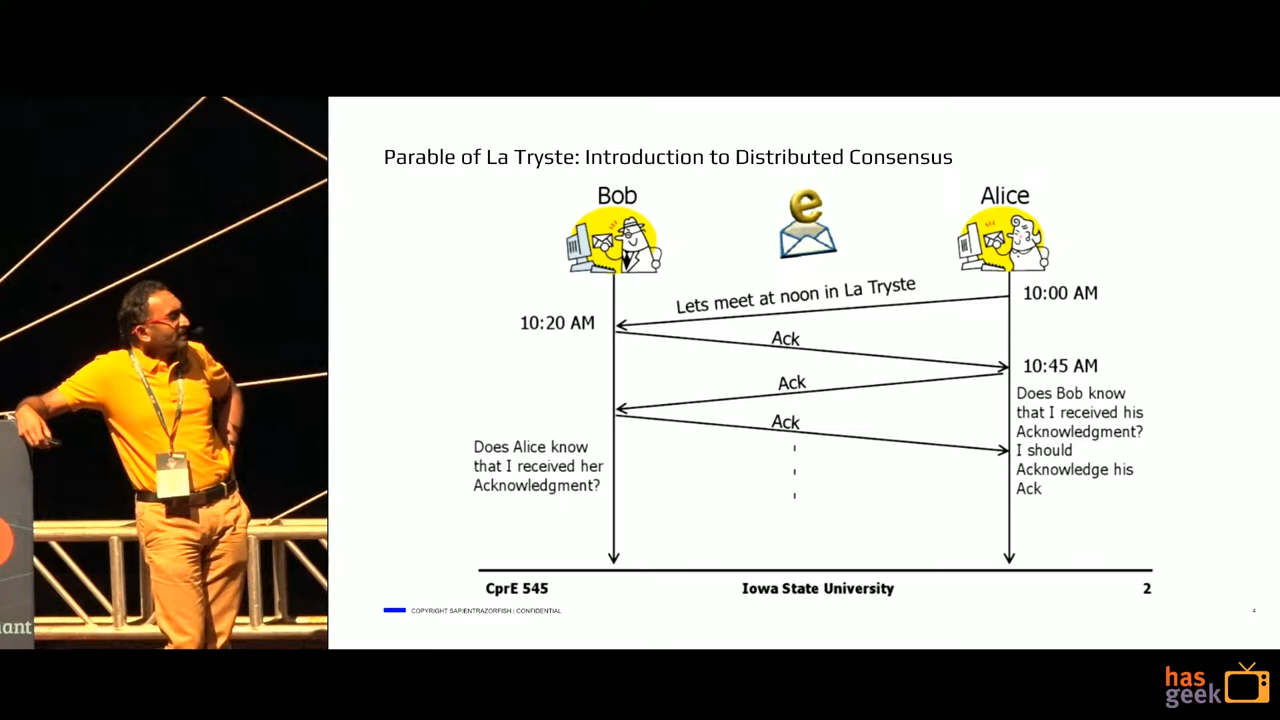 Parable of La Tryste: Introduction to Distributed Consensus
Bob
Alice
e
Lets meet at noon in La Tryste
10:00 AM
10:20 AM
Ack
10:45 AM
Ack
Does Bob know
that I received his
Acknowledgment?
I should
Acknowledge his
Ack
Ack
Does Alice know
that I received her
Acknowledgment?
CprE 545
Iowa State University
2
COPYRIGHT SAPIENTRAZORFISH | CONFIDENTIAL
4
iant
has
geek